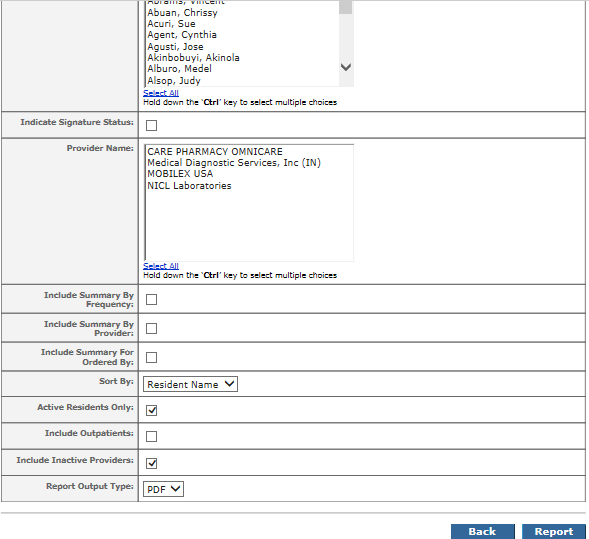 Abrams, Vincent
Abuan, Chrissy
Acuri, Sue
Agent, Cynthia
Agusti, Jose
Akinbobuyi, Akinola
Alburo, Medel
Alsop, Judy
Select All
Hold down the 'Ctrl' key to select multiple choices
Indicate Signature Status:
Provider Name:
CARE PHARMACY OMNICARE
Medical Diagnostic Services, Inc (IN)
MOBILEX USA
NICL Laboratories
Select All
Hold down the 'Ctrl' key to select multiple choices
Include Summary By
Frequency:
Include Summary By
Provider:
Include Summary For
Ordered By:
Sort By:
Resident Name
Active Residents Only:
Include Outpatients:
Include Inactive Providers:
Report Output Type:
PDF
Back
Report